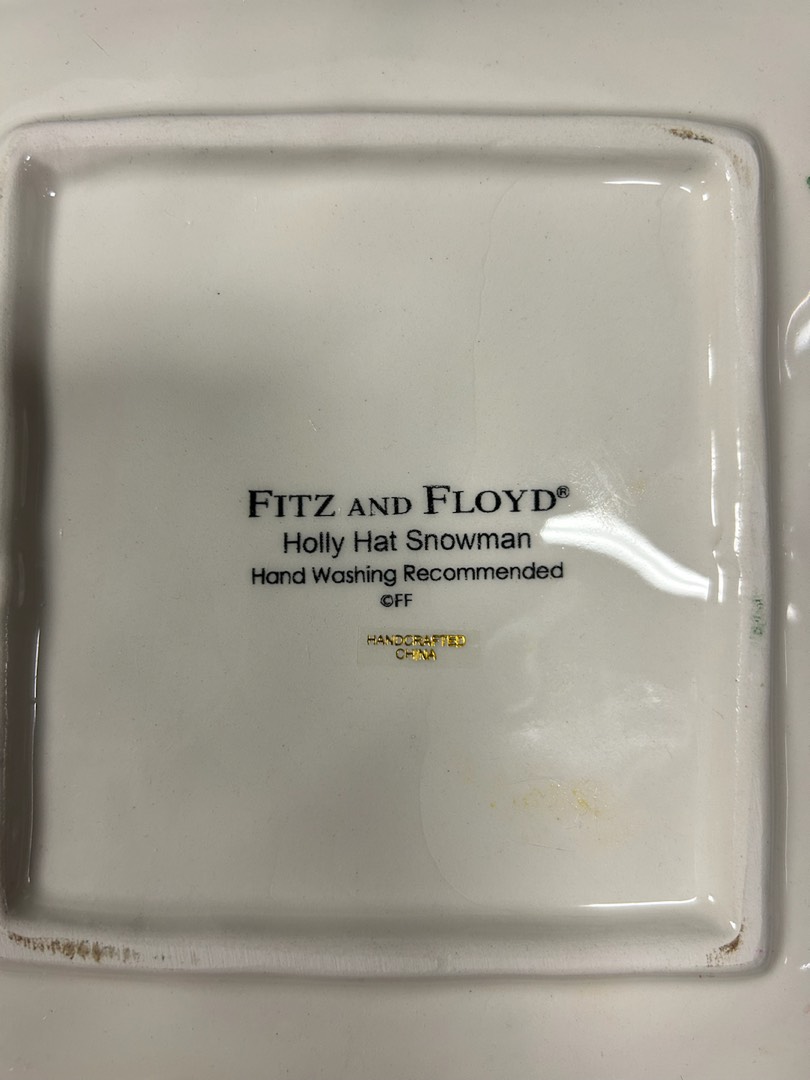 FITZ AND FLOYD®
Holly Hat Snowman
Hand Washing Recommended
©FF
HANDCRAFTED
CHINA